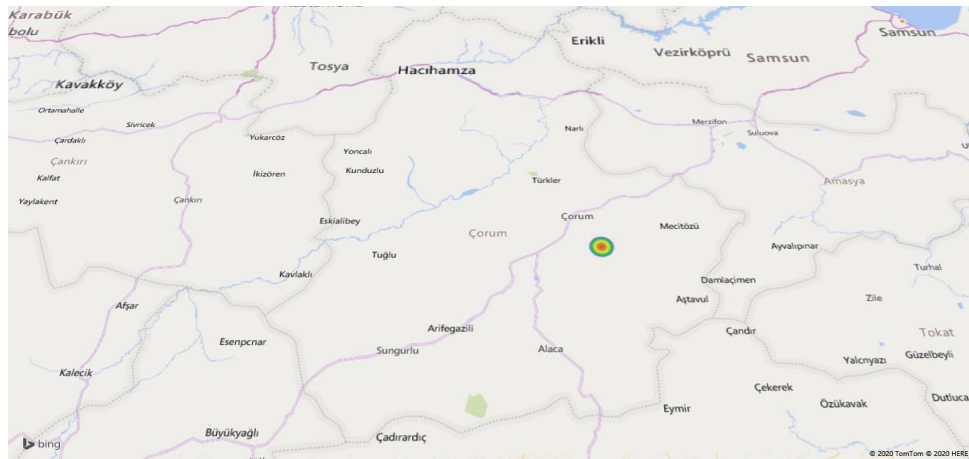 Karabük
bolu
Samsun
Erikli
Vezirköprü
Samsun
Tosya
Hacıhamza
Kavakköy
Ortamahalle
Sivricek
Çardaklı
Yukarcöz
Narlı
Merzifon
Suluova
Çankırı
Yoncalı
Kalfat
İkizören
Kunduzlu
Türkler
Amasya
Yaylakent
Çankırı
Eskialibey
Çorum
Çorum
Mecitözü
Tuğlu
Ayvalıpınar
Kavlaklı
Damlaçimen
Turhal
Afşar
Aştavul
Zile
Arifegazili
Çandır
Tokat
Esenpcnar
Sungurlu
Alaca
Güzelbeyli
Yalcnyazı
Kalecik
Çekerek
Dutluca
Özükavak
Eymir
Büyükyağlı
Çadırardıç
bing
© 2020 TomTom © 2020 HERE